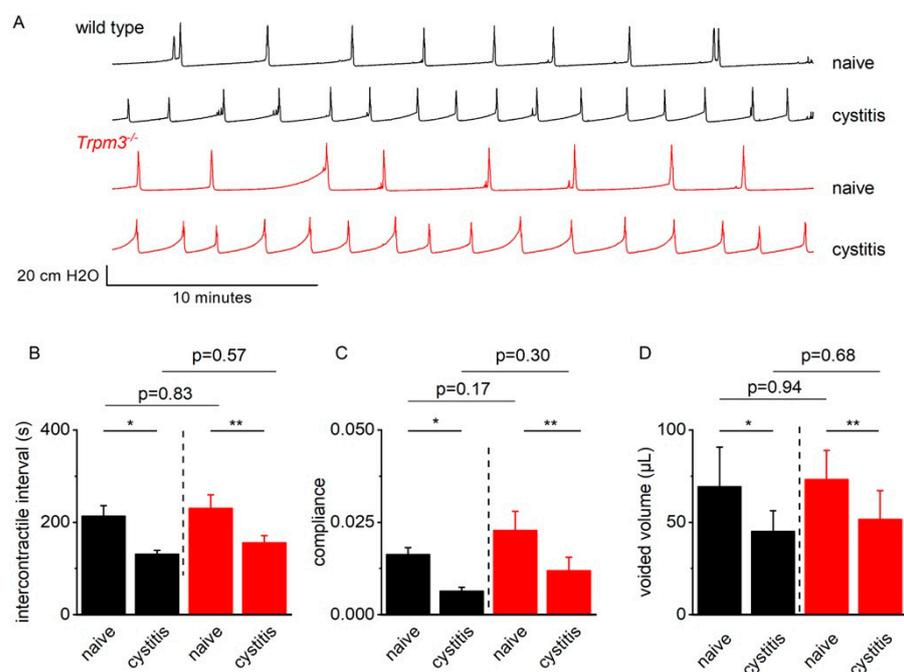 A
wild type
naive
cystitis
Trpm3-/-
naive
cystitis
20 cm H2O
10 minutes
B
p=0.57
p=0.83
400
*
**
200
0
intercontractile interval (s)
naive
cystitis
naive
cystitis
C
p=0.30
p=0.17
0.050
*
**
0.025
0.000
compliance
naive
cystitis
naive
cystitis
D
p=0.68
p=0.94
100
*
**
50
0
voided volume (µL)
naive
cystitis
naive
cystitis